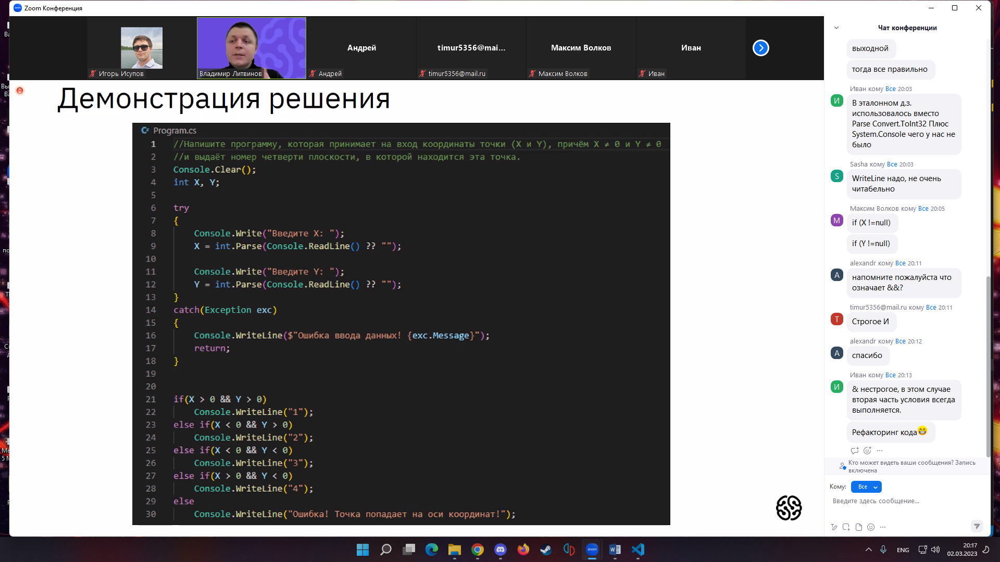 Zoom Конференция
Игорь Исупов
Владимир Литвинов
Андрей
Андрей
timur5356@mai...
timur5356@mail.ru
Максим Волков
Максим Волков
Иван
Иван
Демонстрация решения
Program.cs
1 //Напишите программу, которая принимает на вход координаты точки (X и Y), причём X ≠ 0 и Y ≠ 0
2 //и выдаёт номер четверти плоскости, в которой находится эта точка.
3 Console.Clear();
4 int X, Y;
5
6 try
7 {
8 Console.Write("Введите X: ");
9 X = int.Parse(Console.ReadLine() ?? "");
10
11 Console.Write("Введите Y: ");
12 Y = int.Parse(Console.ReadLine() ?? "");
13 }
14 catch(Exception exc)
15 {
16 Console.WriteLine($"Ошибка ввода данных! {exc.Message}");
17 return;
18 }
19
20
21 if(X > 0 && Y > 0)
22 Console.WriteLine("1");
23 else if(X < 0 && Y > 0)
24 Console.WriteLine("2");
25 else if(X < 0 && Y < 0)
26 Console.WriteLine("3");
27 else if(X > 0 && Y < 0)
28 Console.WriteLine("4");
29 else
30 Console.WriteLine("Ошибка! Точка попадает на оси координат!");
Чат конференции
выходной
тогда все правильно
Иван кому Все 20:03
И
В эталонном д.з.
использовалось вместо
Parse Convert.ToInt32 Плюс
System.Console чего у нас не
было
Sasha кому Все 20:03
S
WriteLine надо, не очень
читабельно
Максим Волков кому Все 20:05
М
if (X !=null)
if (Y !=null)
alexandr кому Все 20:11
A
напомните пожалуйста что
означает &&?
timur5356@mail.ru кому Все 20:11
T
Строгое И
alexandr кому Все 20:12
A
спасибо
Иван кому Все 20:13
И
& нестрогое, в этом случае
вторая часть условия всегда
выполняется.
Рефакторинг кода😁
Кто может видеть ваши сообщения? Запись
включена
Кому: Все
Введите здесь сообщение...
zoom
ENG
20:17
02.03.2023